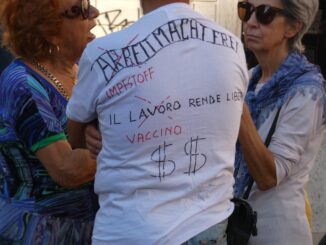 ARBEIT MACHT FREI
IMPFSTOFF
IL LAVORO RENDE LIBERI
VACCINO
$ $